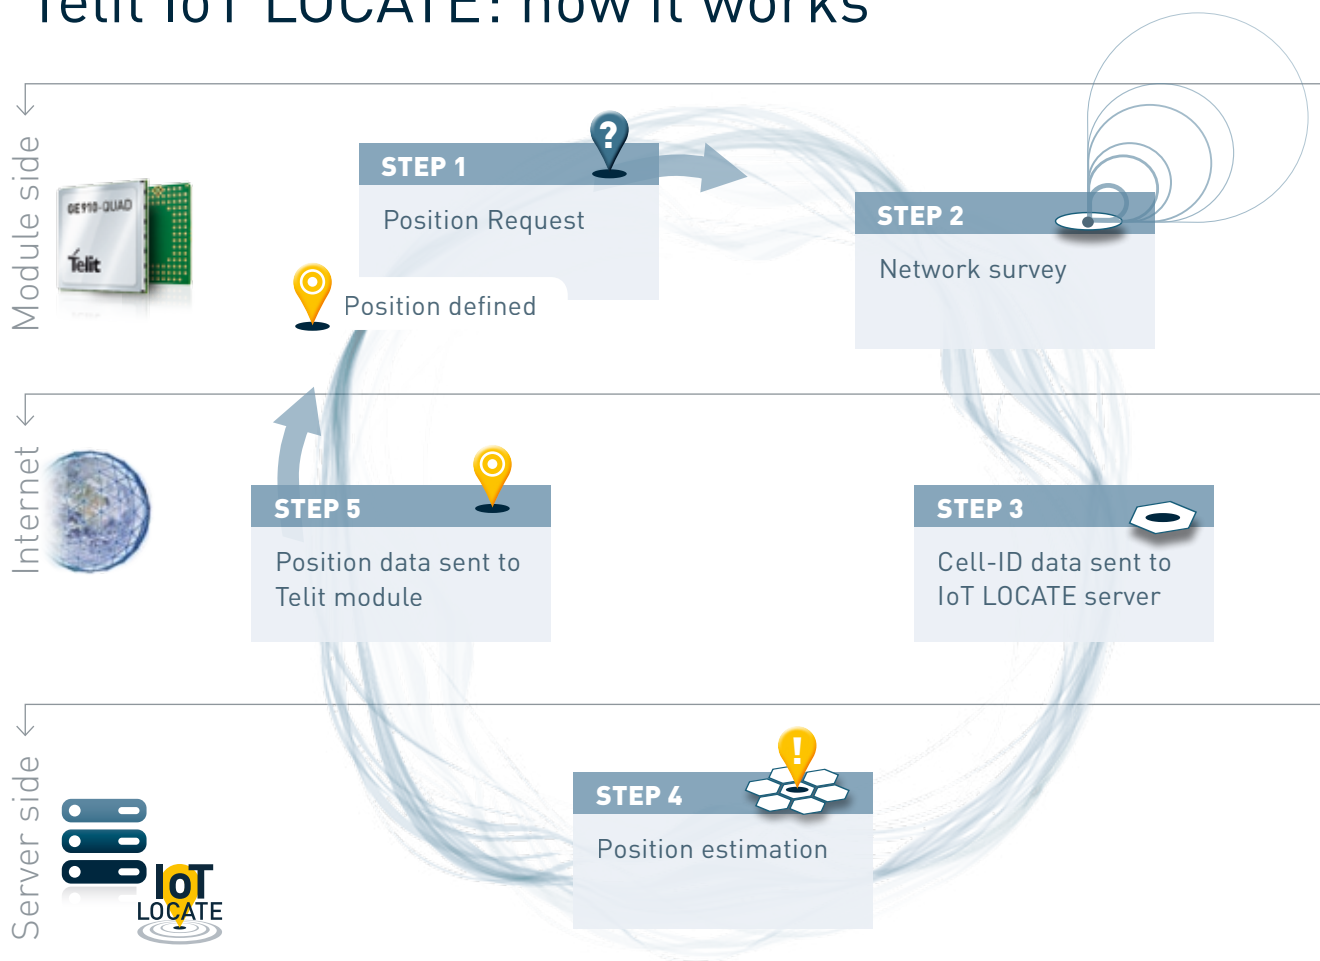 Telit IoT LOCATE: how it works
Module side
GE910-QUAD
Telit
STEP 1
?
Position Request
Position defined
STEP 2
Network survey
Internet
STEP 5
Position data sent to
Telit module
STEP 3
Cell-ID data sent to
IoT LOCATE server
Server side
IoT
LOCATE
STEP 4
!
Position estimation